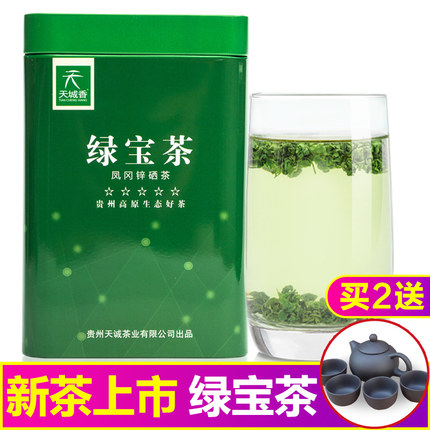 天城香
TIAN CHENG XIANG
绿宝茶
凤冈锌硒茶
☆☆☆☆☆
贵州高原生态好茶
贵州天诚茶业有限公司出品
买2送
新茶上市 绿宝茶